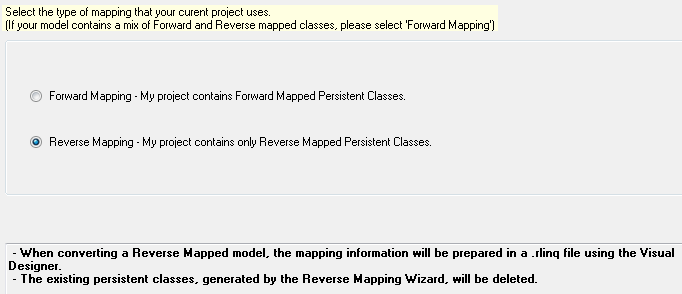 Select the type of mapping that your curent project uses.
(If your model contains a mix of Forward and Reverse mapped classes, please select 'Forward Mapping')
Forward Mapping - My project contains Forward Mapped Persistent Classes.
Reverse Mapping - My project contains only Reverse Mapped Persistent Classes.
- When converting a Reverse Mapped model, the mapping information will be prepared in a .rlinq file using the Visual
Designer.
- The existing persistent classes, generated by the Reverse Mapping Wizard, will be deleted.